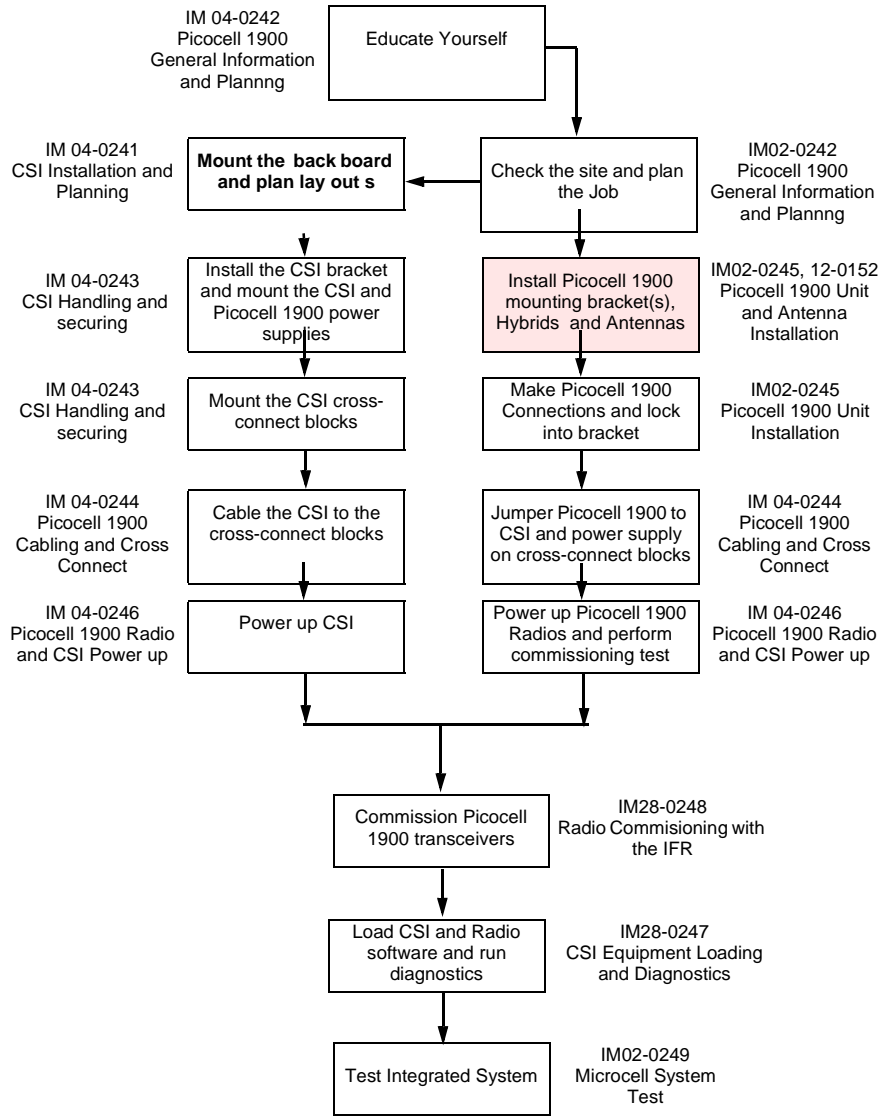 IM 04-0242
Picocell 1900
General Information
and Plannng
Educate Yourself
IM 04-0241
CSI Installation and
Planning
Mount the back board
and plan lay out s
Check the site and plan
the Job
IM02-0242
Picocell 1900
General Information
and Plannng
IM 04-0243
CSI Handling and
securing
Install the CSI bracket
and mount the CSI and
Picocell 1900 power
supplies
Install Picocell 1900
mounting bracket(s),
Hybrids and Antennas
IM02-0245, 12-0152
Picocell 1900 Unit
and Antenna
Installation
IM 04-0243
CSI Handling and
securing
Mount the CSI cross-
connect blocks
Make Picocell 1900
Connections and lock
into bracket
IM02-0245
Picocell 1900 Unit
Installation
IM 04-0244
Picocell 1900
Cabling and Cross
Connect
Cable the CSI to the
cross-connect blocks
Jumper Picocell 1900 to
CSI and power supply
on cross-connect blocks
IM 04-0244
Picocell 1900
Cabling and Cross
Connect
IM 04-0246
Picocell 1900 Radio
and CSI Power up
Power up CSI
Power up Picocell 1900
Radios and perform
commissioning test
IM 04-0246
Picocell 1900 Radio
and CSI Power up
Commission Picocell
1900 transceivers
IM28-0248
Radio Commisioning with
the IFR
Load CSI and Radio
software and run
diagnostics
IM28-0247
CSI Equipment Loading
and Diagnostics
Test Integrated System
IM02-0249
Microcell System
Test